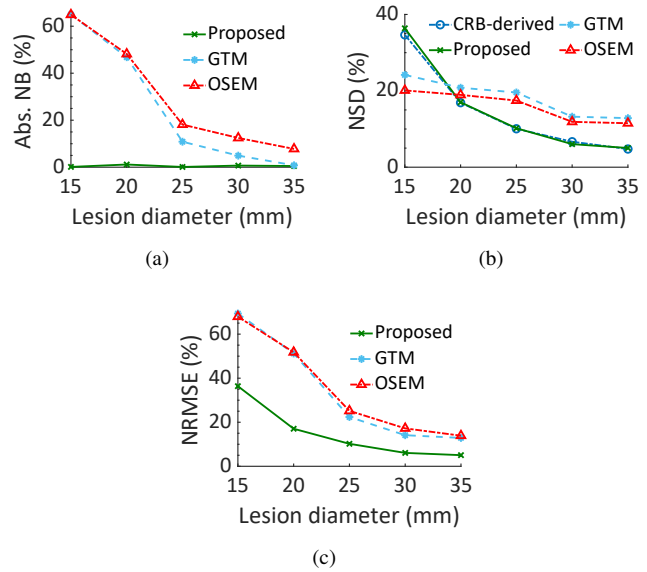 Abs. NB (%)
60
40
20
0
Proposed
GTM
OSEM
15 20 25 30 35
Lesion diameter (mm)
(a)
NSD (%)
40
20
0
CRB-derived
GTM
Proposed
OSEM
15 20 25 30 35
Lesion diameter (mm)
(b)
NRMSE (%)
60
40
20
0
Proposed
GTM
OSEM
15 20 25 30 35
Lesion diameter (mm)
(c)